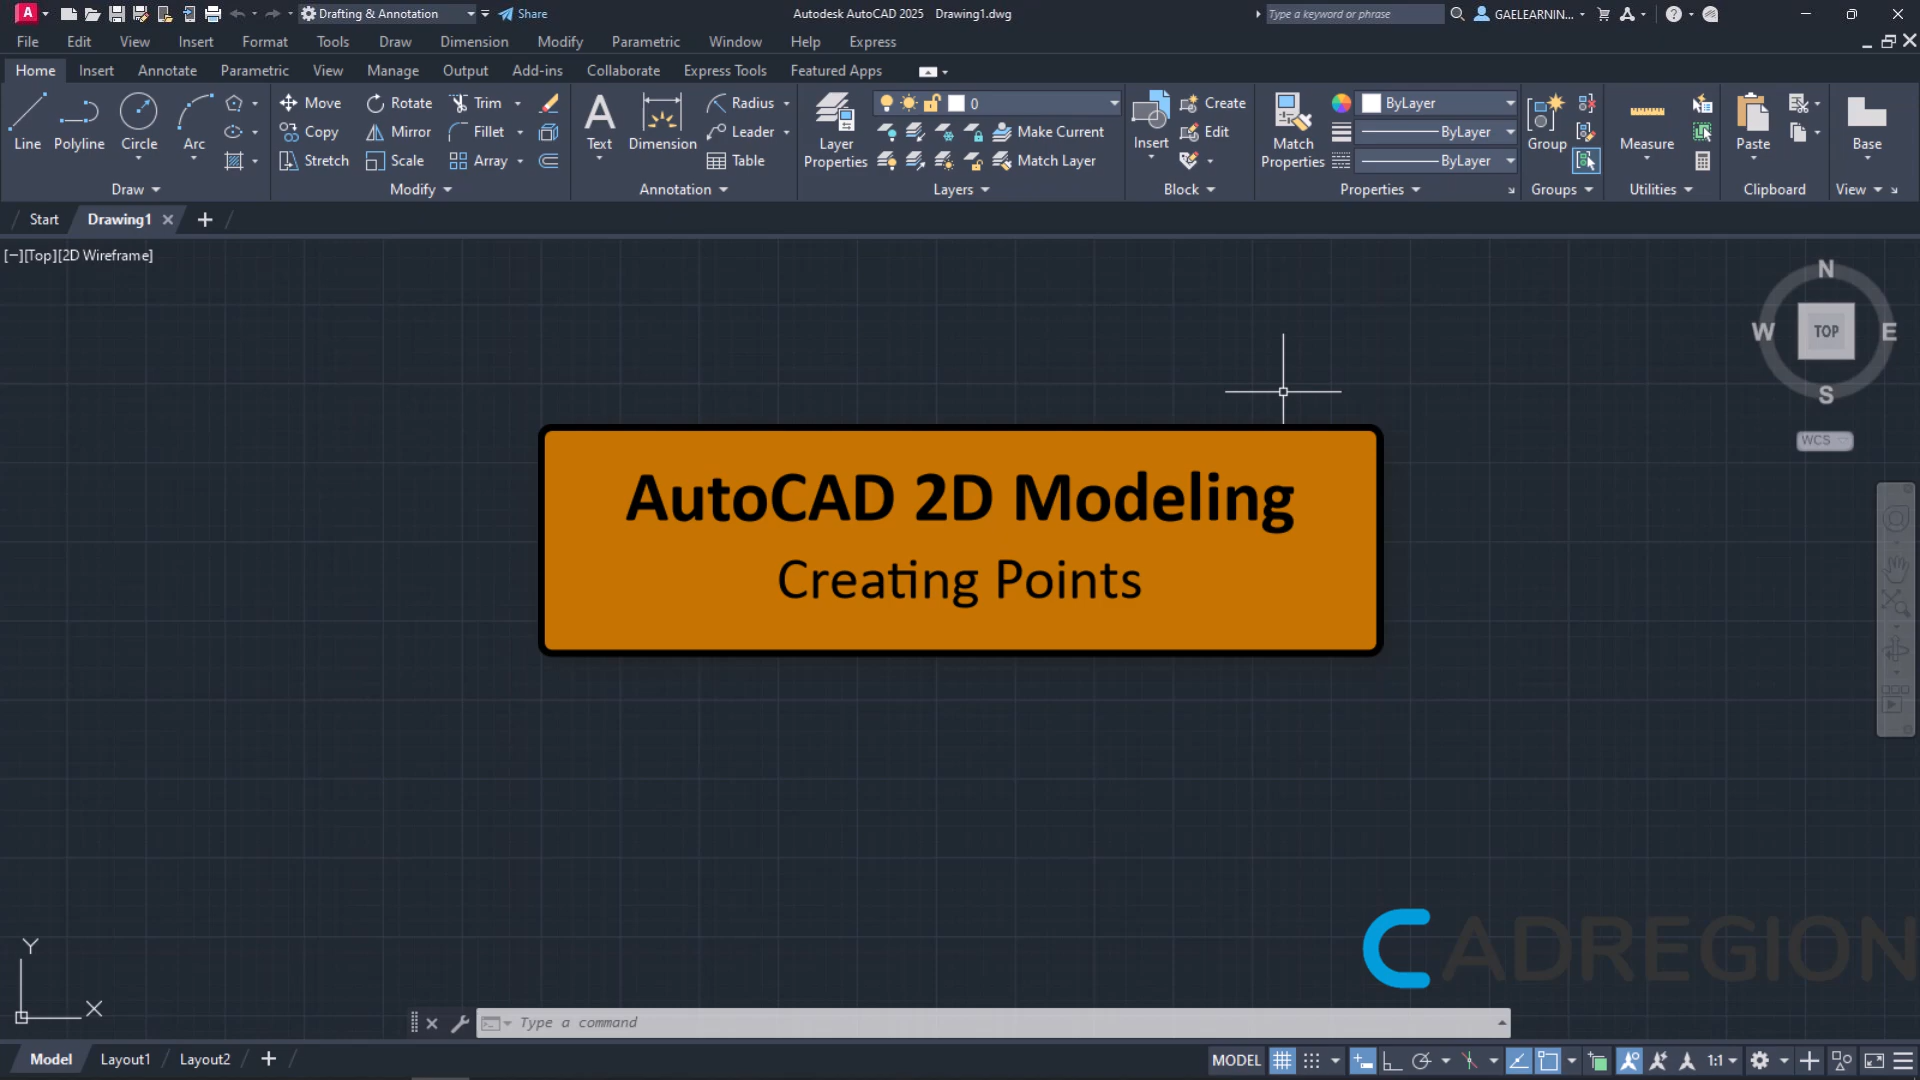 A Drafting & Annotation Share Autodesk AutoCAD 2025 Drawing1.dwg Type a keyword or phrase GAELEARNIN...
File Edit View Insert Format Tools Draw Dimension Modify Parametric Window Help Express
Home Insert Annotate Parametric View Manage Output Add-ins Collaborate Express Tools Featured Apps
Move Rotate Trim Radius 0 Create ByLayer
Copy Mirror Fillet Leader Make Current Edit ByLayer
Line Polyline Circle Arc Text Dimension Layer Properties Insert Match Properties Group Measure Paste Base
Stretch Scale Array Table Match Layer ByLayer
Draw Modify Annotation Layers Block Properties Groups Utilities Clipboard View
Start Drawing1
[−][Top][2D Wireframe]
N
W TOP E
S
WCS
AutoCAD 2D Modeling
Creating Points
CADREGION
Y
X
Type a command
Model Layout1 Layout2 MODEL 1:1